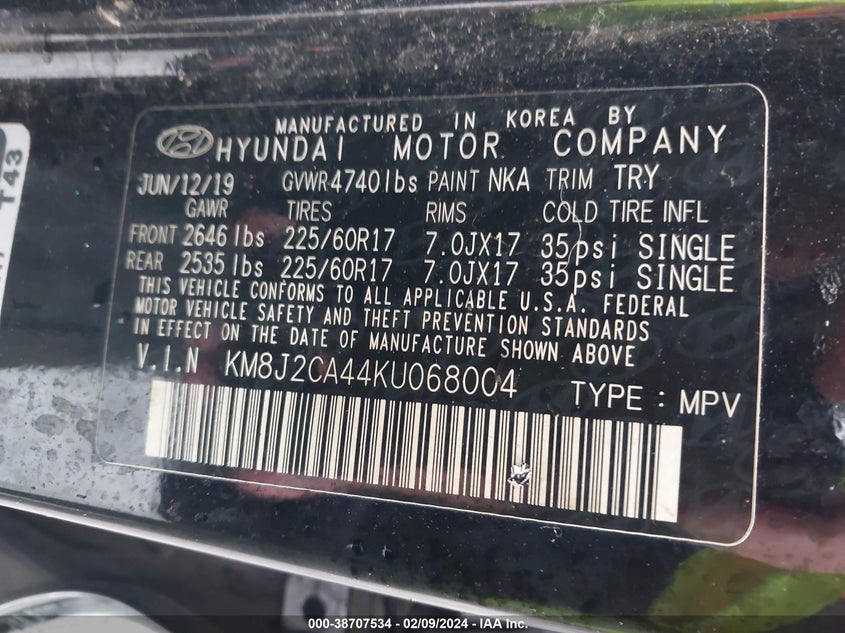 MANUFACTURED IN KOREA BY
HYUNDAI MOTOR COMPANY
JUN/12/19 GVWR4740lbs PAINT NKA TRIM TRY
GAWR TIRES RIMS COLD TIRE INFL
FRONT 2646 lbs 225/60R17 7.0JX17 35psi SINGLE
REAR 2535 lbs 225/60R17 7.0JX17 35psi SINGLE
THIS VEHICLE CONFORMS TO ALL APPLICABLE U.S.A. FEDERAL
MOTOR VEHICLE SAFETY AND THEFT PREVENTION STANDARDS
IN EFFECT ON THE DATE OF MANUFACTURE SHOWN ABOVE
V.I.N KM8J2CA44KU068004 TYPE : MPV
T43
000-38707534 - 02/09/2024 - © IAA Inc.